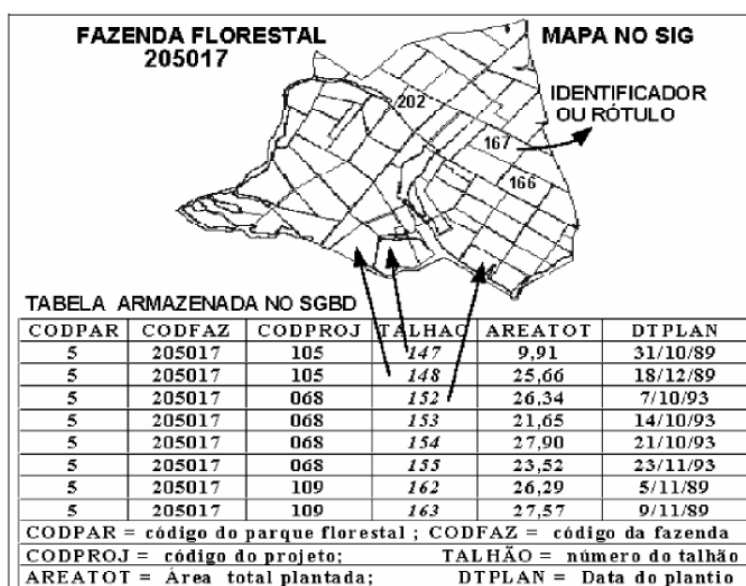 FAZENDA FLORESTAL
205017
MAPA NO SIG
202
IDENTIFICADOR
OU RÓTULO
167
166
TABELA ARMAZENADA NO SGBD
CODPAR CODFAZ CODPROJ TALHAO AREATOT DTPLAN
5 205017 105 147 9,91 31/10/89
5 205017 105 148 25,66 18/12/89
5 205017 068 152 26,34 7/10/93
5 205017 068 153 21,65 14/10/93
5 205017 068 154 27,90 21/10/93
5 205017 068 155 23,52 23/11/93
5 205017 109 162 26,29 5/11/89
5 205017 109 163 27,57 9/11/89
CODPAR = código do parque florestal ; CODFAZ = código da fazenda
CODPROJ = código do projeto; TALHÃO = número do talhão
AREATOT = Área total plantada; DTPLAN = Data do plantio